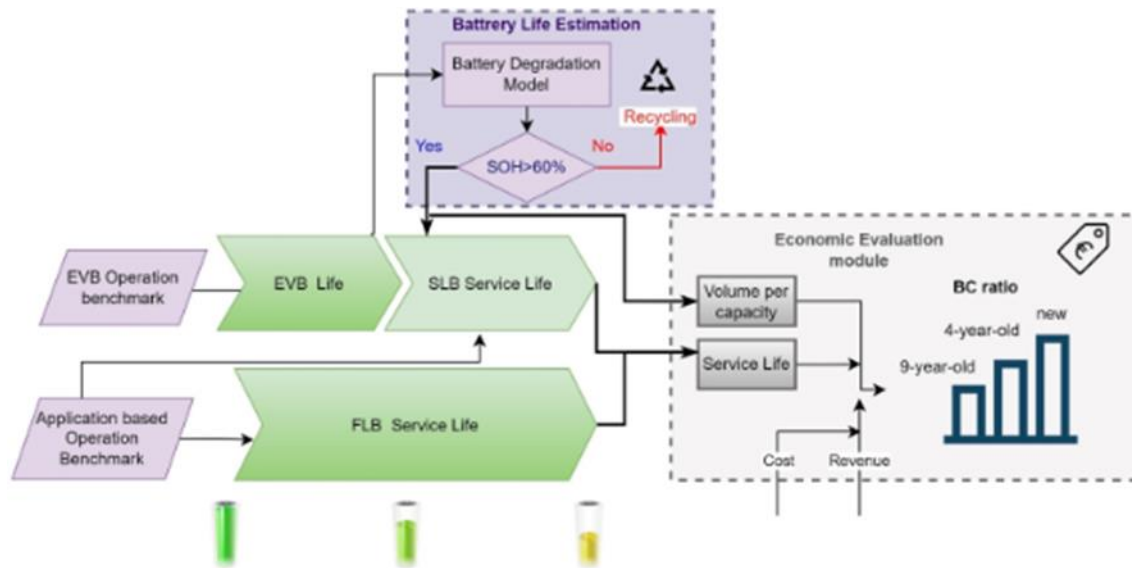 Battrery Life Estimation
Battery Degradation
Model
Recycling
Yes
No
SOH>60%
EVB Operation
benchmark
EVB Life
SLB Service Life
Application based
Operation
Benchmark
FLB Service Life
Economic Evaluation
module
€
Volume per
capacity
Service Life
BC ratio
new
4-year-old
9-year-old
Cost
Revenue